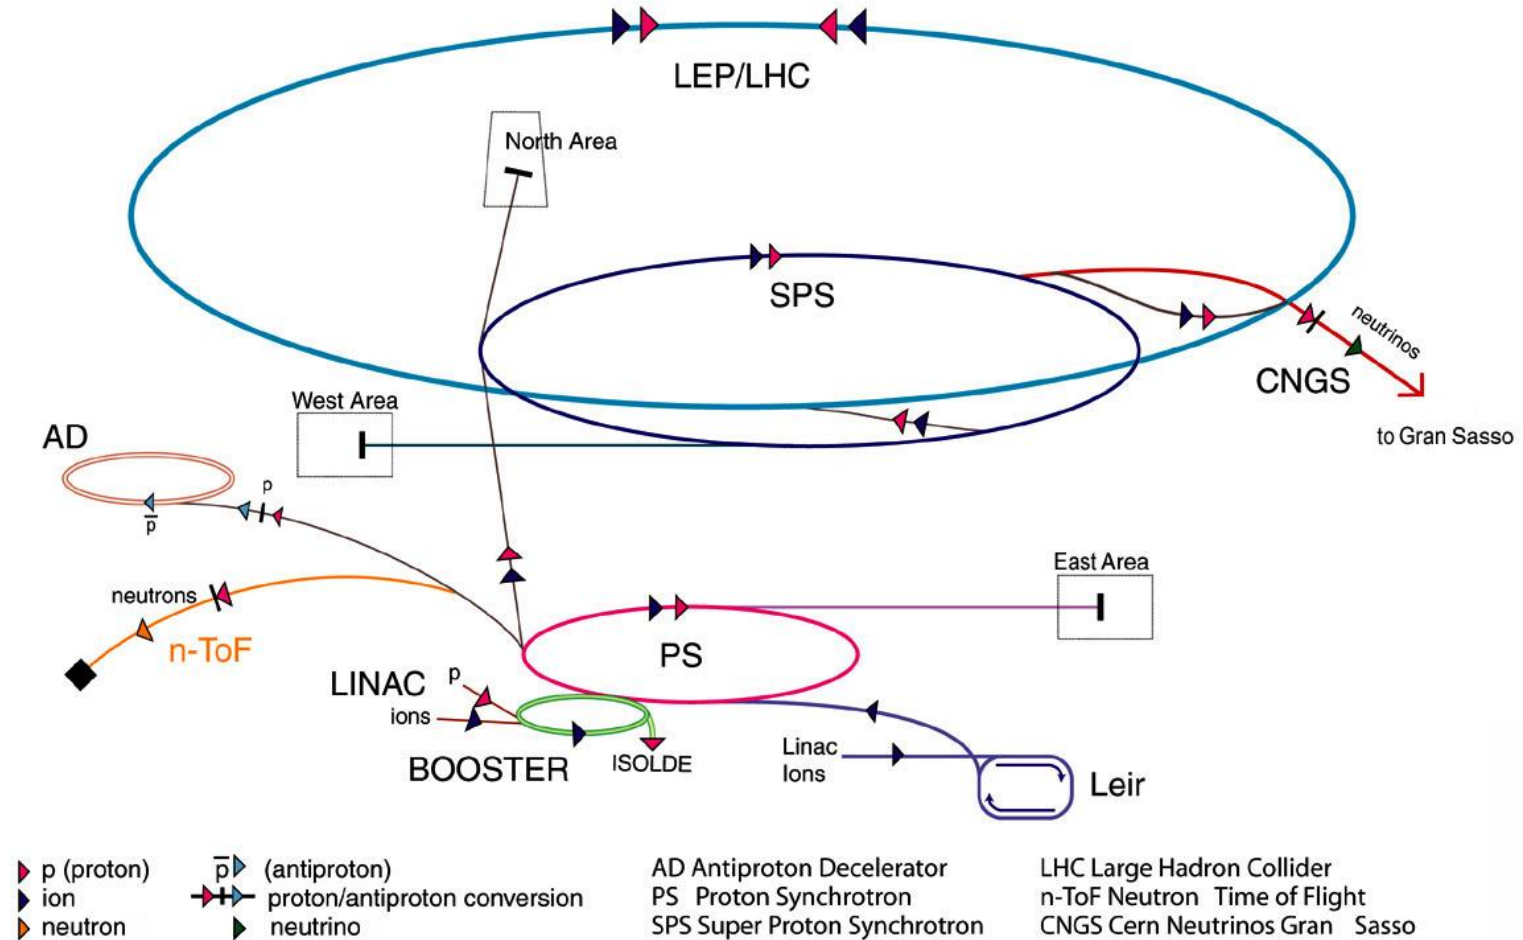 LEP/LHC
North Area
SPS
neutrinos
CNGS
West Area
to Gran Sasso
AD
p
p̅
East Area
neutrons
n-ToF
PS
LINAC
p
ions
BOOSTER
ISOLDE
Linac
Ions
Leir
p (proton)
ion
neutron
p̅ (antiproton)
proton/antiproton conversion
neutrino
AD Antiproton Decelerator
PS Proton Synchrotron
SPS Super Proton Synchrotron
LHC Large Hadron Collider
n-ToF Neutron Time of Flight
CNGS Cern Neutrinos Gran Sasso